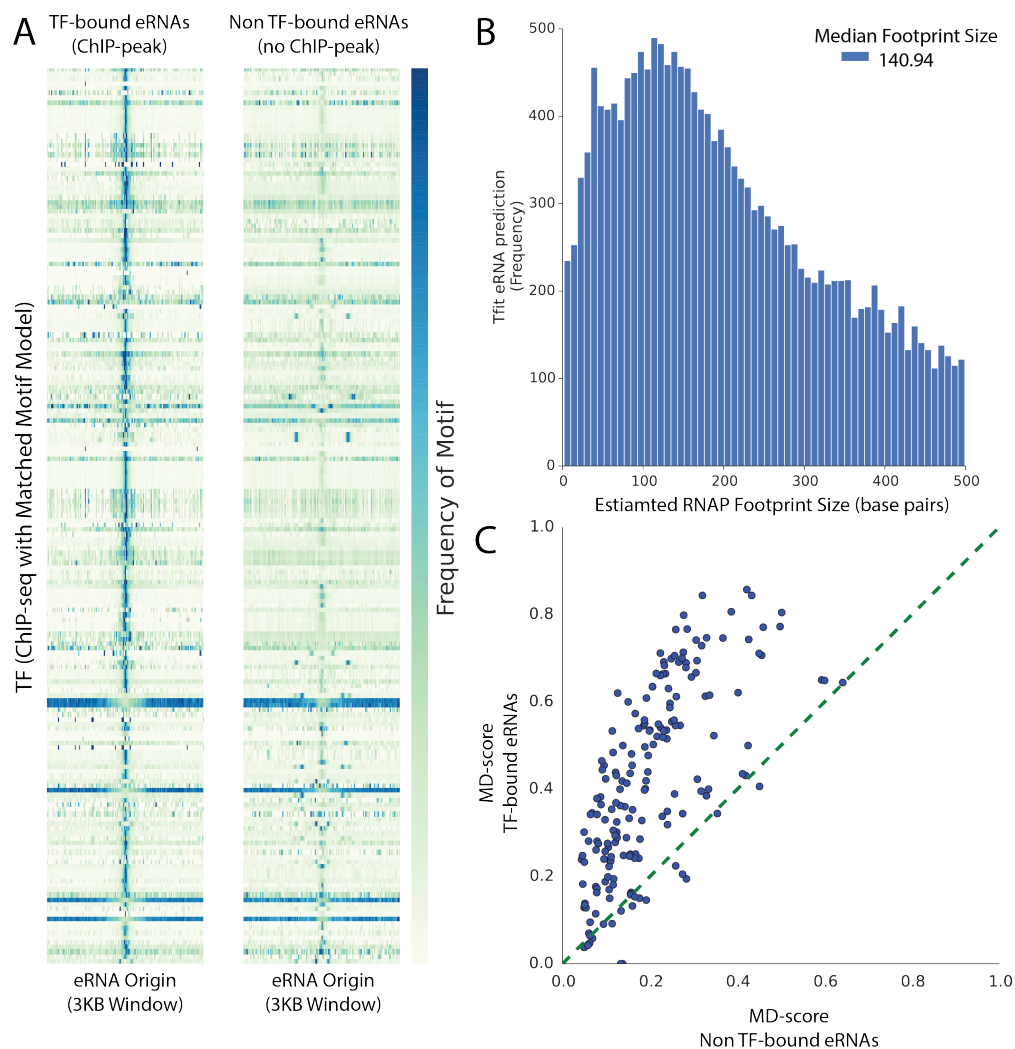 A
TF-bound eRNAs
(ChIP-peak)
Non TF-bound eRNAs
(no ChIP-peak)
TF (ChIP-seq with Matched Motif Model)
Frequency of Motif
eRNA Origin
(3KB Window)
eRNA Origin
(3KB Window)
B
Median Footprint Size
140.94
Tfit eRNA prediction
(Frequency)
500
400
300
200
100
0
0 100 200 300 400 500
Estiamted RNAP Footprint Size (base pairs)
C
MD-score
TF-bound eRNAs
1.0
0.8
0.6
0.4
0.2
0.0
0.0 0.2 0.4 0.6 0.8 1.0
MD-score
Non TF-bound eRNAs